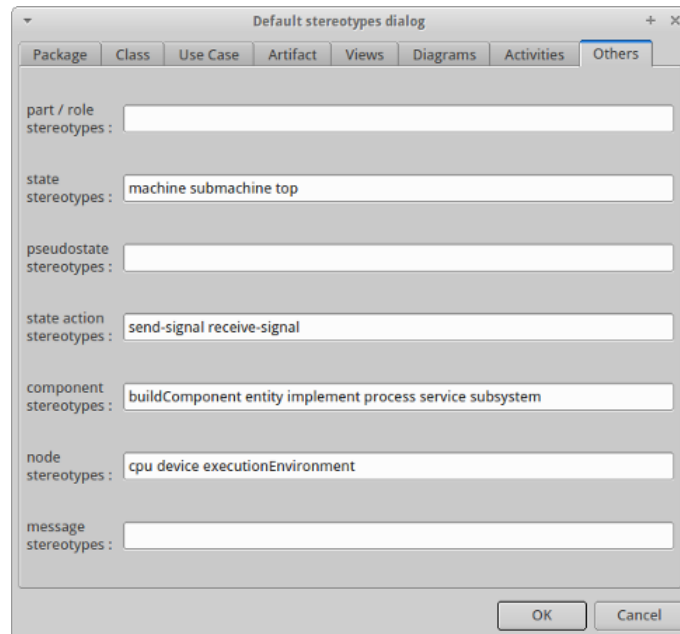 Default stereotypes dialog
Package Class Use Case Artifact Views Diagrams Activities Others
part / role
stereotypes :
state
stereotypes :
machine submachine top
pseudostate
stereotypes :
state action
stereotypes :
send-signal receive-signal
component
stereotypes :
buildComponent entity implement process service subsystem
node
stereotypes :
cpu device executionEnvironment
message
stereotypes :
OK Cancel